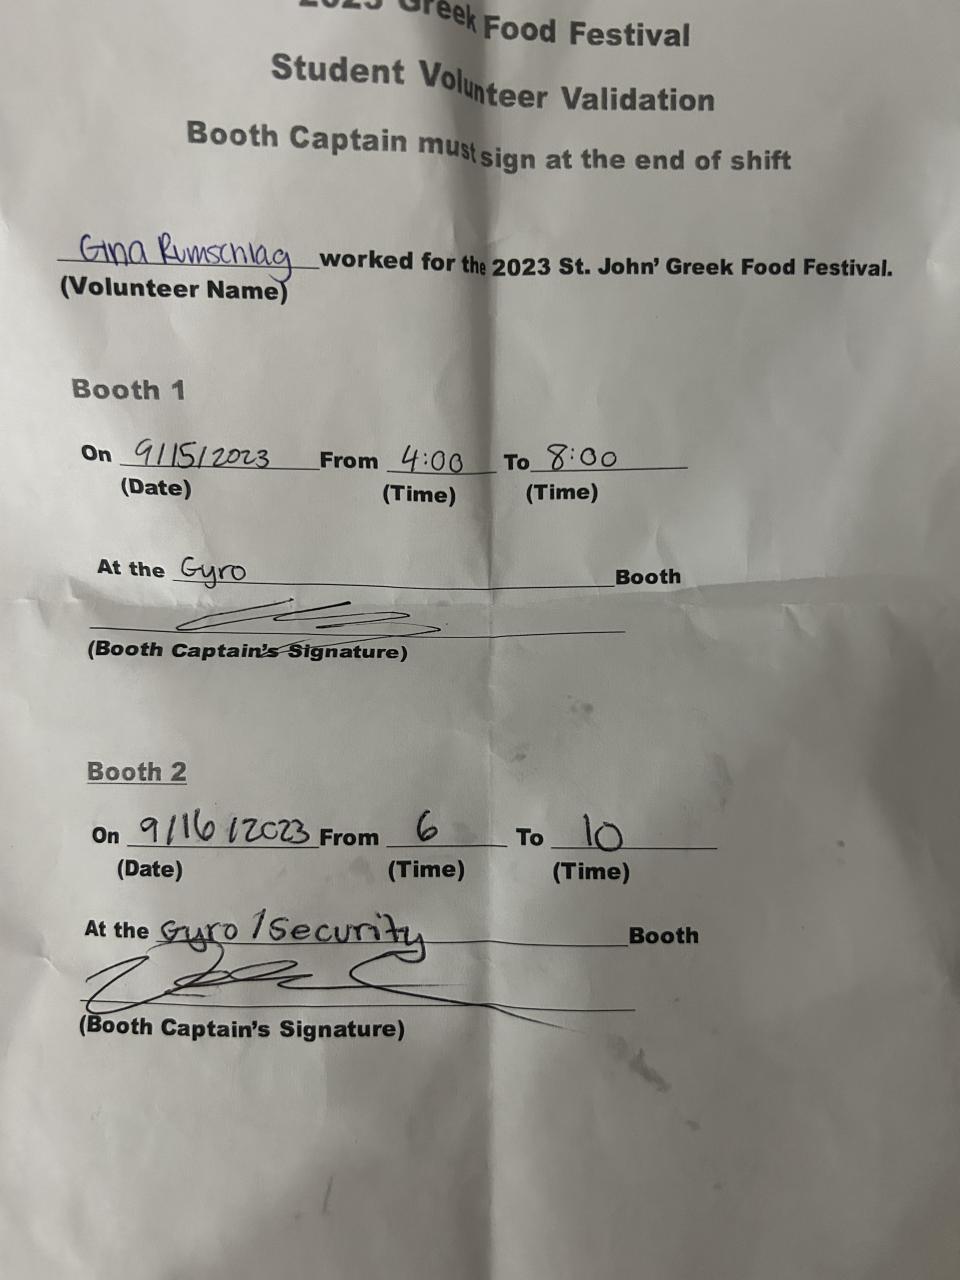 2023 Greek Food Festival
Student Volunteer Validation
Booth Captain must sign at the end of shift
Gina Rumschlag worked for the 2023 St. John' Greek Food Festival.
(Volunteer Name)
Booth 1
On 9/15/2023 From 4:00 To 8:00
(Date) (Time) (Time)
At the Gyro Booth
(Booth Captain's Signature)
Booth 2
On 9/16/2023 From 6 To 10
(Date) (Time) (Time)
At the Gyro/Security Booth
(Booth Captain's Signature)